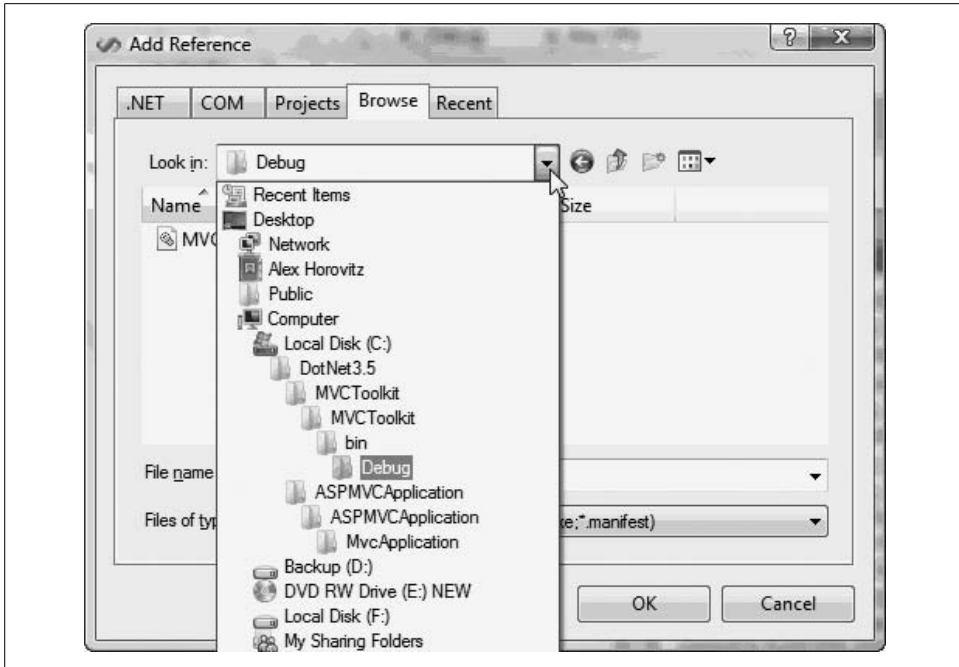 Add Reference
.NET COM Projects Browse Recent
Look in: Debug
Name Size
MVC
Recent Items
Desktop
Network
Alex Horovitz
Public
Computer
Local Disk (C:)
DotNet3.5
MVCToolkit
MVCToolkit
bin
Debug
ASPMVCApplication
ASPMVCApplication
MvcApplication
Backup (D:)
DVD RW Drive (E:) NEW
Local Disk (F:)
My Sharing Folders
File name
Files of typ xe;*.manifest)
OK Cancel